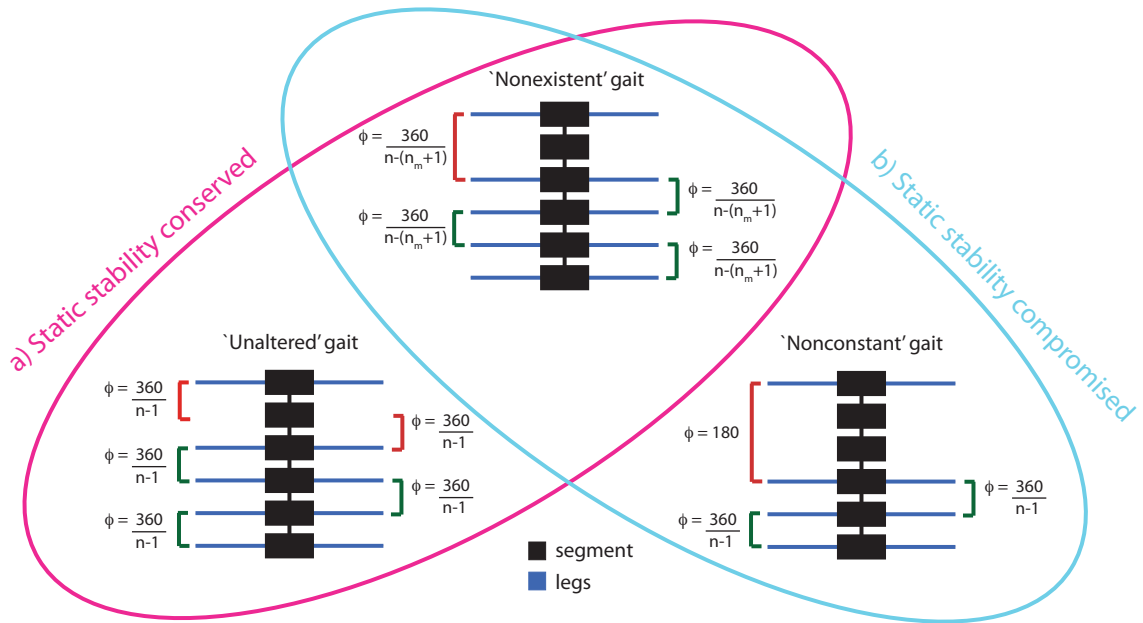 `Nonexistent' gait
ϕ = 360
n-(nm+1)
ϕ = 360
n-(nm+1)
ϕ = 360
n-(nm+1)
ϕ = 360
n-(nm+1)
a) Static stability conserved
b) Static stability compromised
`Unaltered' gait
ϕ = 360
n-1
ϕ = 360
n-1
ϕ = 360
n-1
ϕ = 360
n-1
ϕ = 360
n-1
`Nonconstant' gait
ϕ = 180
ϕ = 360
n-1
ϕ = 360
n-1
segment
legs